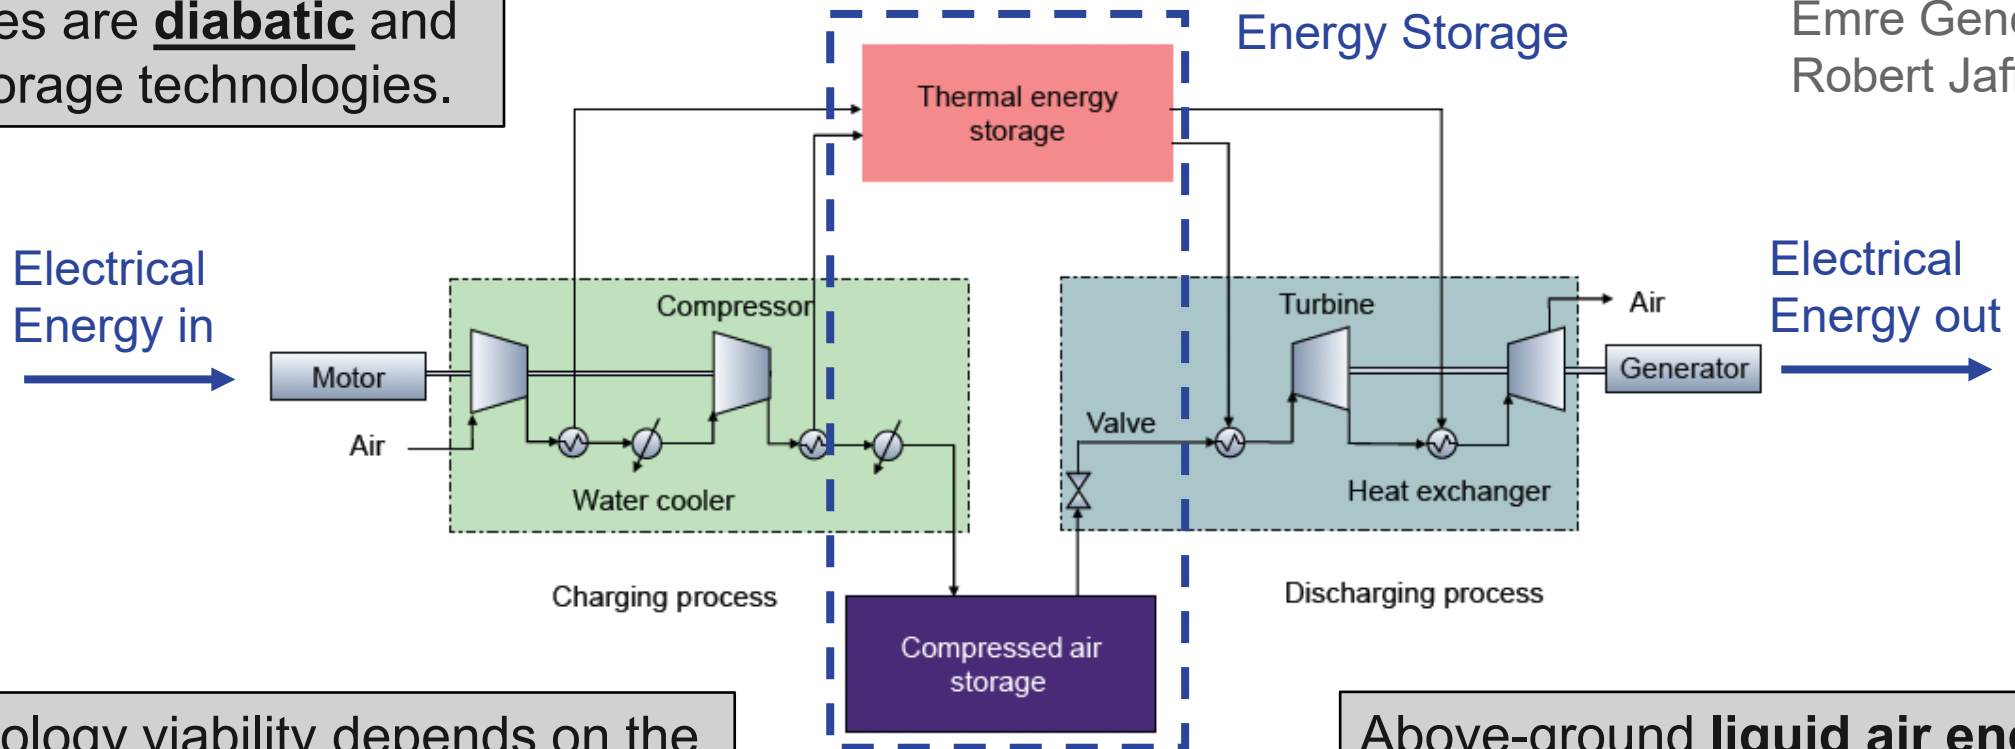 es are diabatic and
orage technologies.
Energy Storage
Emre
Robert
Thermal energy
storage
Electrical
Energy in
Compressor
Motor
Air
Water cooler
Charging process
Compressed air
storage
Turbine
Air
Electrical
Energy out
Generator
Valve
Heat exchanger
Discharging process
ology viability depends on the
Above-ground liquid air